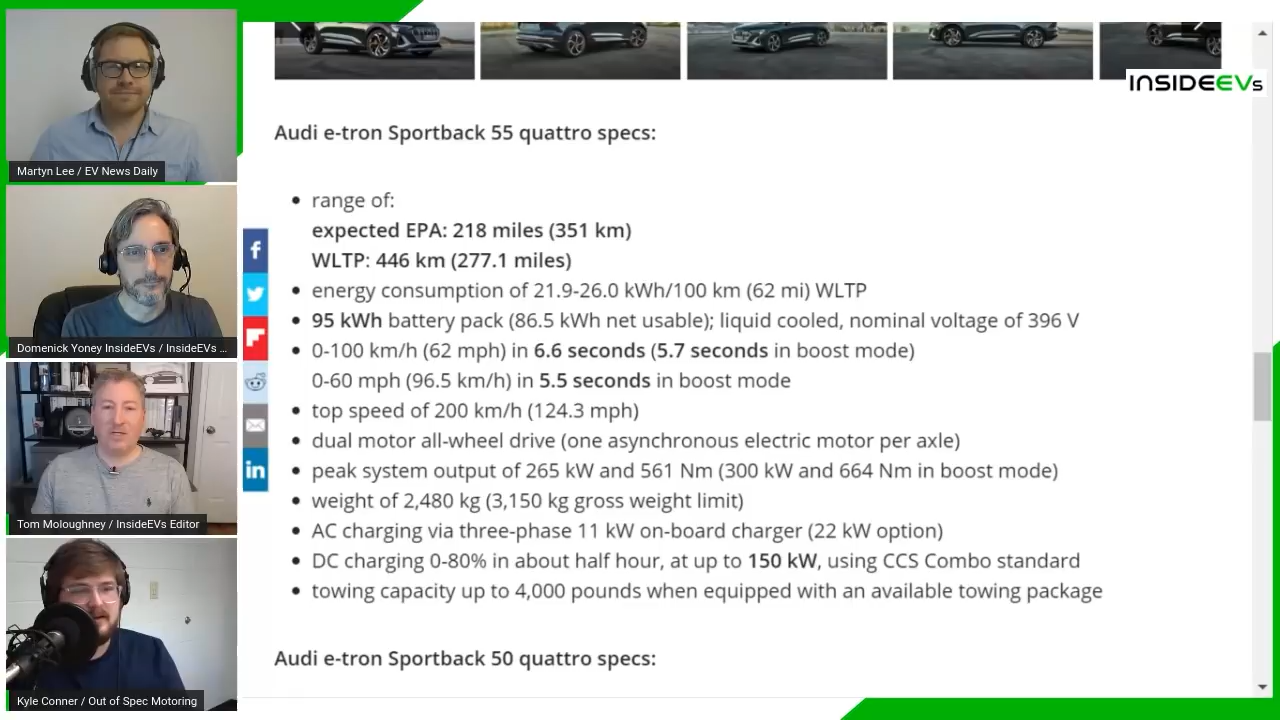 INSIDEEVs
Martyn Lee / EV News Daily
Domenick Yoney InsideEVs / InsideEVs ...
Tom Moloughney / InsideEVs Editor
Kyle Conner / Out of Spec Motoring
Audi e-tron Sportback 55 quattro specs:
range of:
expected EPA: 218 miles (351 km)
WLTP: 446 km (277.1 miles)
energy consumption of 21.9-26.0 kWh/100 km (62 mi) WLTP
95 kWh battery pack (86.5 kWh net usable); liquid cooled, nominal voltage of 396 V
0-100 km/h (62 mph) in 6.6 seconds (5.7 seconds in boost mode)
0-60 mph (96.5 km/h) in 5.5 seconds in boost mode
top speed of 200 km/h (124.3 mph)
dual motor all-wheel drive (one asynchronous electric motor per axle)
peak system output of 265 kW and 561 Nm (300 kW and 664 Nm in boost mode)
weight of 2,480 kg (3,150 kg gross weight limit)
AC charging via three-phase 11 kW on-board charger (22 kW option)
DC charging 0-80% in about half hour, at up to 150 kW, using CCS Combo standard
towing capacity up to 4,000 pounds when equipped with an available towing package
Audi e-tron Sportback 50 quattro specs:
f
in